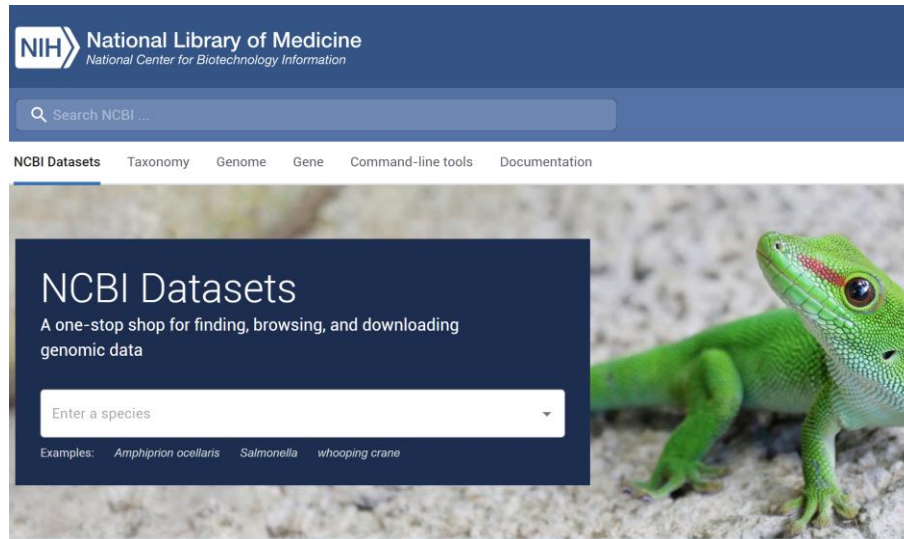 NIH
National Library of Medicine
National Center for Biotechnology Information
Search NCBI ...
NCBI Datasets Taxonomy Genome Gene Command-line tools Documentation
NCBI Datasets
A one-stop shop for finding, browsing, and downloading
genomic data
Enter a species
Examples: Amphiprion ocellaris Salmonella whooping crane